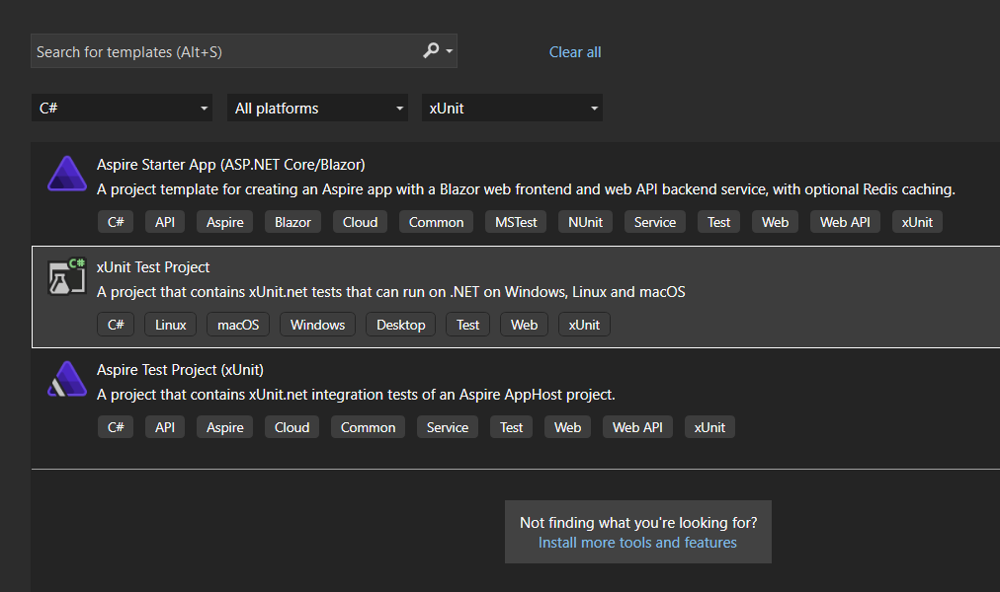 Search for templates (Alt+S)
Clear all
C#
All platforms
xUnit
Aspire Starter App (ASP.NET Core/Blazor)
A project template for creating an Aspire app with a Blazor web frontend and web API backend service, with optional Redis caching.
C# API Aspire Blazor Cloud Common MSTest NUnit Service Test Web Web API xUnit
C#
xUnit Test Project
A project that contains xUnit.net tests that can run on .NET on Windows, Linux and macOS
C# Linux macOS Windows Desktop Test Web xUnit
Aspire Test Project (xUnit)
A project that contains xUnit.net integration tests of an Aspire AppHost project.
C# API Aspire Cloud Common Service Test Web Web API xUnit
Not finding what you're looking for?
Install more tools and features